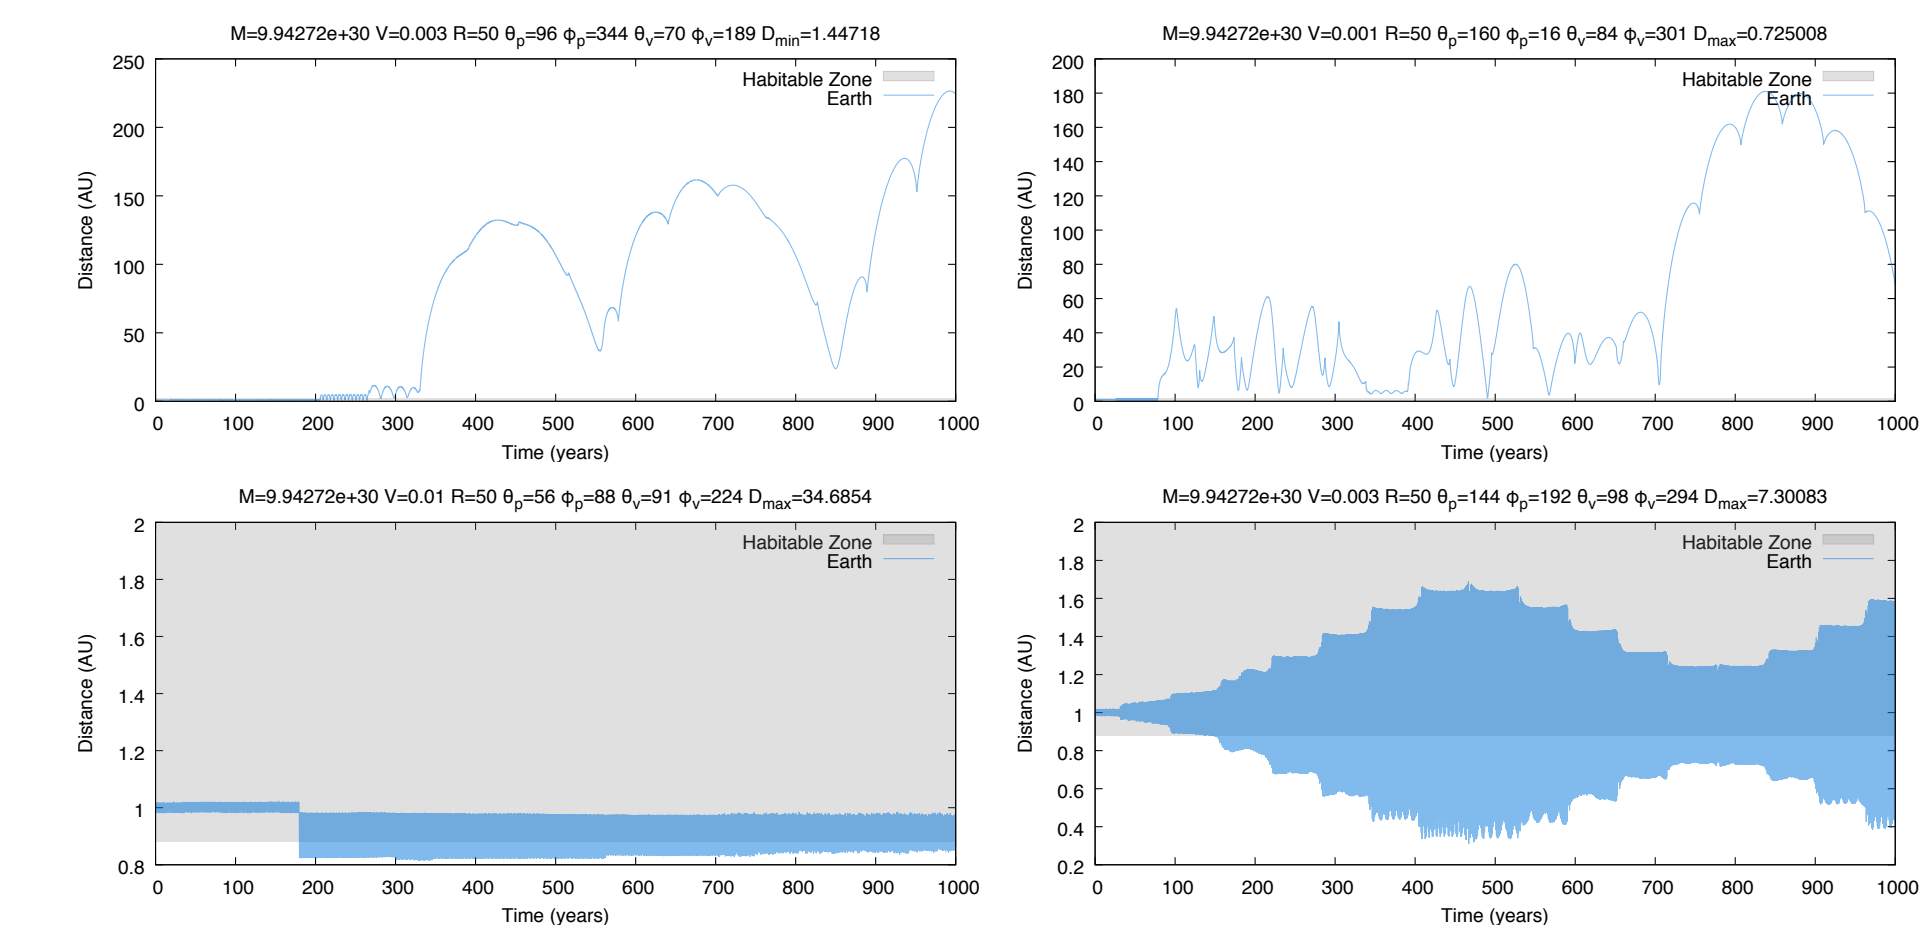 M=9.94272e+30 V=0.003 R=50 θp=96 ϕp=344 θv=70 ϕv=189 Dmin=1.44718
250
200
150
100
50
0
Distance (AU)
Habitable Zone
Earth
0 100 200 300 400 500 600 700 800 900 1000
Time (years)
M=9.94272e+30 V=0.001 R=50 θp=160 ϕp=16 θv=84 ϕv=301 Dmax=0.725008
200
180
160
140
120
100
80
60
40
20
0
Distance (AU)
Habitable Zone
Earth
0 100 200 300 400 500 600 700 800 900 1000
Time (years)
M=9.94272e+30 V=0.01 R=50 θp=56 ϕp=88 θv=91 ϕv=224 Dmax=34.6854
2
1.8
1.6
1.4
1.2
1
0.8
Distance (AU)
Habitable Zone
Earth
0 100 200 300 400 500 600 700 800 900 1000
Time (years)
M=9.94272e+30 V=0.003 R=50 θp=144 ϕp=192 θv=98 ϕv=294 Dmax=7.30083
2
1.8
1.6
1.4
1.2
1
0.8
0.6
0.4
0.2
Distance (AU)
Habitable Zone
Earth
0 100 200 300 400 500 600 700 800 900 1000
Time (years)